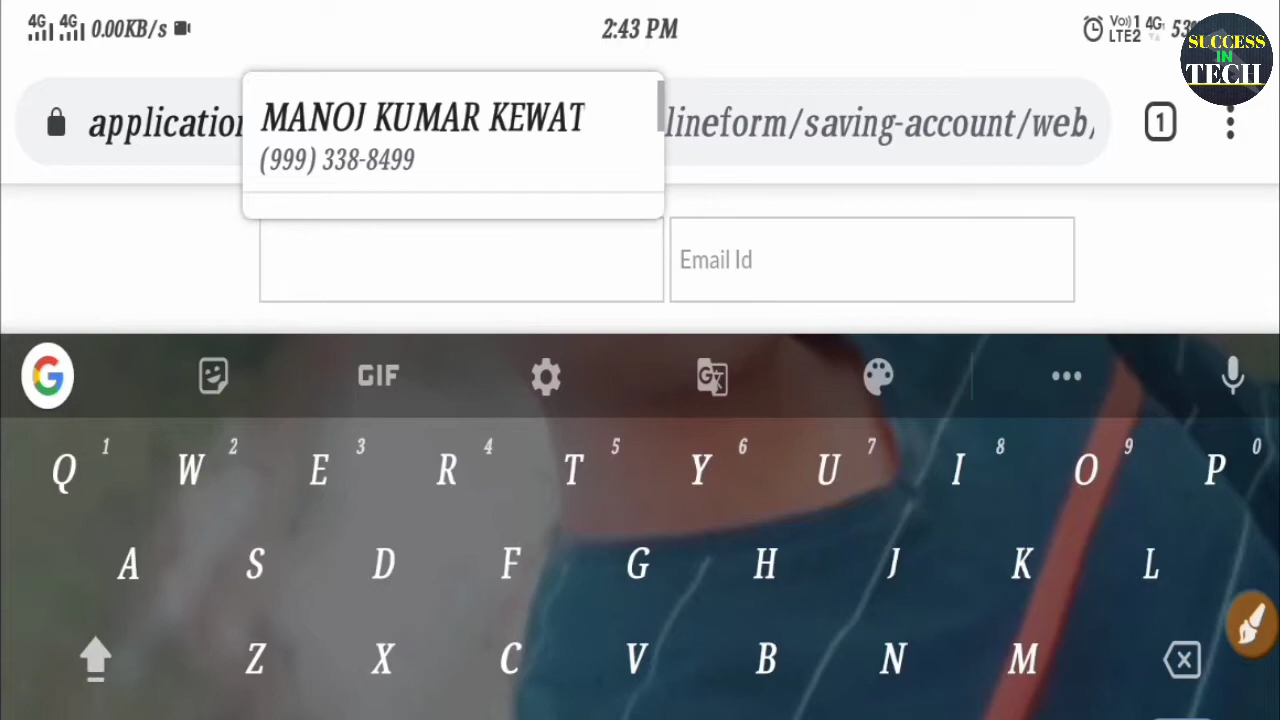 4G 4G 0.00KB/s 2:43 PM Vo) 1 4G
LTE2 53
SUCCESS
IN
TECH
application lineform/saving-account/web/ 1
MANOJ KUMAR KEWAT
(999) 338-8499
Email Id
G GIF G
1 2 3 4 5 6 7 8 9 0
Q W E R T Y U I O P
A S D F G H J K L
Z X C V B N M